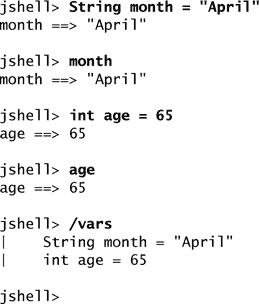 jshell> String month = "April"
month ==> "April"
jshell> month
month ==> "April"
jshell> int age = 65
age ==> 65
jshell> age
age ==> 65
jshell> /vars
|    String month = "April"
|    int age = 65
jshell>